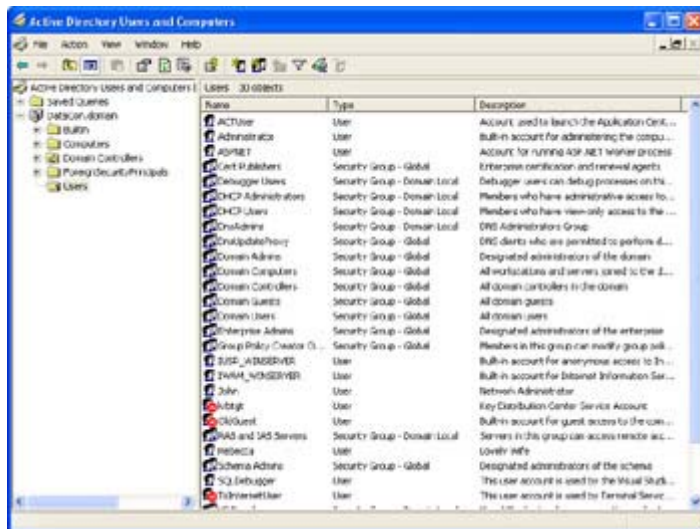 Active Directory Users and Computers
File Action View Window Help
Active Directory Users and Computers
Users 30 objects
Saved Queries
DataCon.domain
Builtin
Computers
Domain Controllers
ForeignSecurityPrincipals
Users
Name Type Description
ACTUser User Account used to launch the Application Cent...
Administrator User Built-in account for administering the compu...
ASPNET User Account for running ASP.NET Worker process
Cert Publishers Security Group - Global Enterprise certification and renewal agents
Debugger Users Security Group - Domain Local Debugger users can debug processes on thi...
DHCP Administrators Security Group - Domain Local Members who have administrative access to...
DHCP Users Security Group - Domain Local Members who have view-only access to the ...
DnsAdmins Security Group - Domain Local DNS Administrators Group
DnsUpdateProxy Security Group - Global DNS clients who are permitted to perform d...
Domain Admins Security Group - Global Designated administrators of the domain
Domain Computers Security Group - Global All workstations and servers joined to the d...
Domain Controllers Security Group - Global All domain controllers in the domain
Domain Guests Security Group - Global All domain guests
Domain Users Security Group - Global All domain users
Enterprise Admins Security Group - Global Designated administrators of the enterprise
Group Policy Creator O... Security Group - Global Members in this group can modify group poli...
IUSR_WINSERVER User Built-in account for anonymous access to In...
IWAM_WINSERVER User Built-in account for Internet Information Ser...
John User Network Administrator
krbtgt User Key Distribution Center Service Account
OldGuest User Built-in account for guest access to the com...
RAS and IAS Servers Security Group - Domain Local Servers in this group can access remote acc...
Rebecca User Lovely Wife
Schema Admins Security Group - Global Designated administrators of the schema
SQLDebugger User This user account is used by the Visual Studi...
TsInternetUser User This user account is used by Terminal Servic...